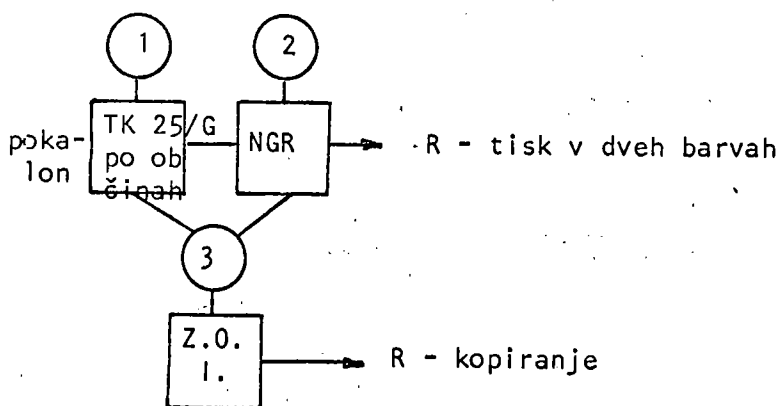 1
2
poka-
lon
TK 25/G
po ob
činah
NGR
R - tisk v dveh barvah
3
Z.O.
I.
R - kopiranje